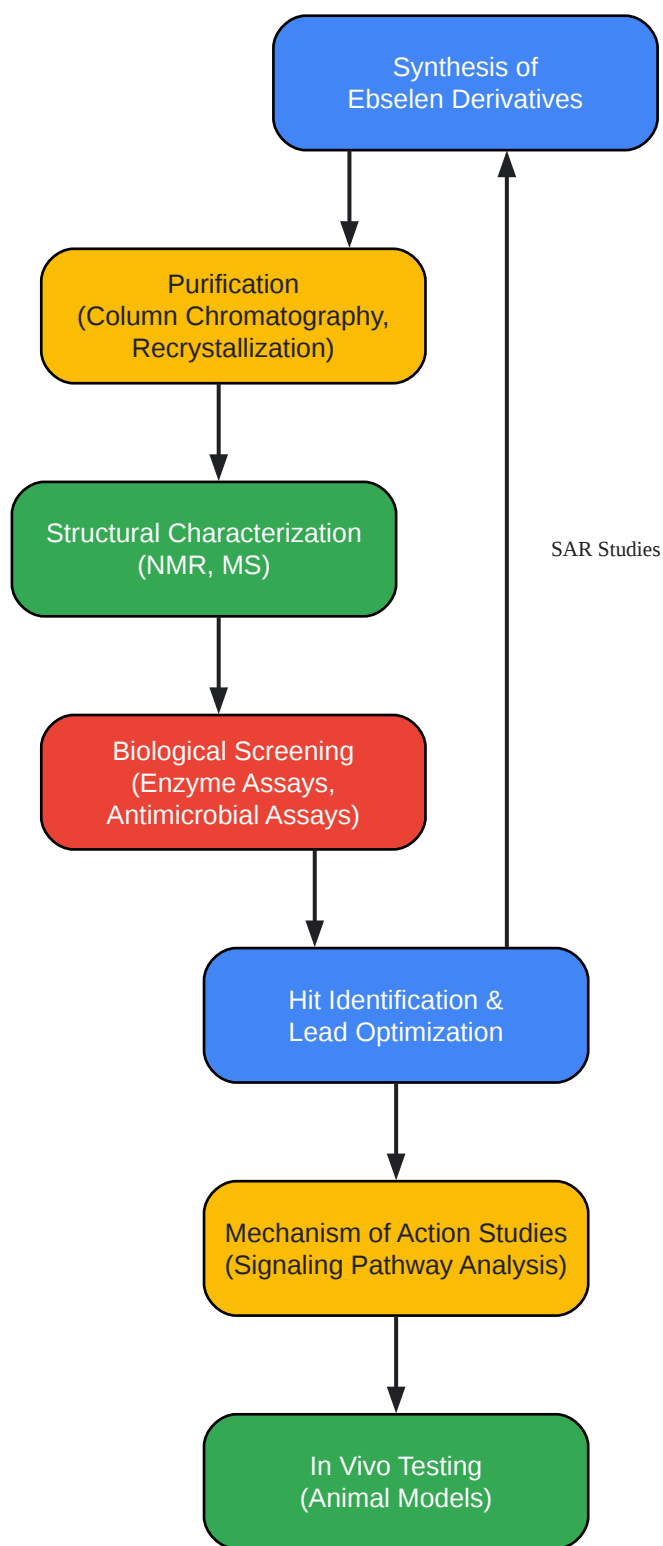 Synthesis of
Ebselen Derivatives
Purification
(Column Chromatography,
Recrystallization)
Structural Characterization
(NMR, MS)
SAR Studies
Biological Screening
(Enzyme Assays,
Antimicrobial Assays)
Hit Identification &
Lead Optimization
Mechanism of Action Studies
(Signaling Pathway Analysis)
In Vivo Testing
(Animal Models)